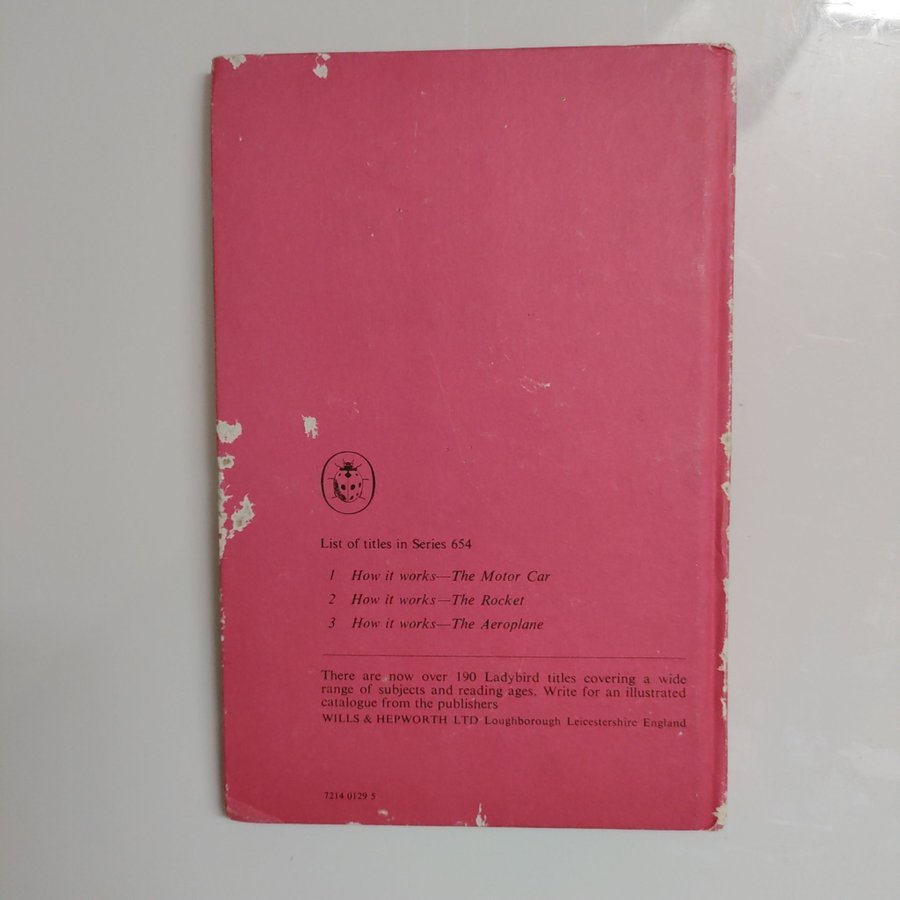 List of titles in Series 654
1 How it works—The Motor Car
2 How it works—The Rocket
3 How it works—The Aeroplane
There are now over 190 Ladybird titles covering a wide
range of subjects and reading ages. Write for an illustrated
catalogue from the publishers
WILLS & HEPWORTH LTD Loughborough Leicestershire England
7214 0129 5